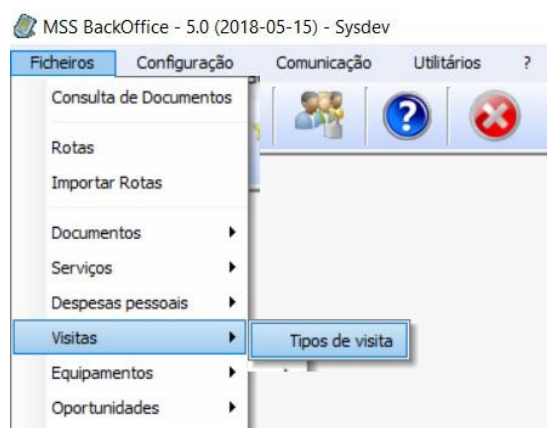 MSS BackOffice - 5.0 (2018-05-15) - Sysdev
Ficheiros Configuração Comunicação Utilitários ?
Consulta de Documentos
Rotas
Importar Rotas
Documentos
Serviços
Despesas pessoais
Visitas
Tipos de visita
Equipamentos
Oportunidades